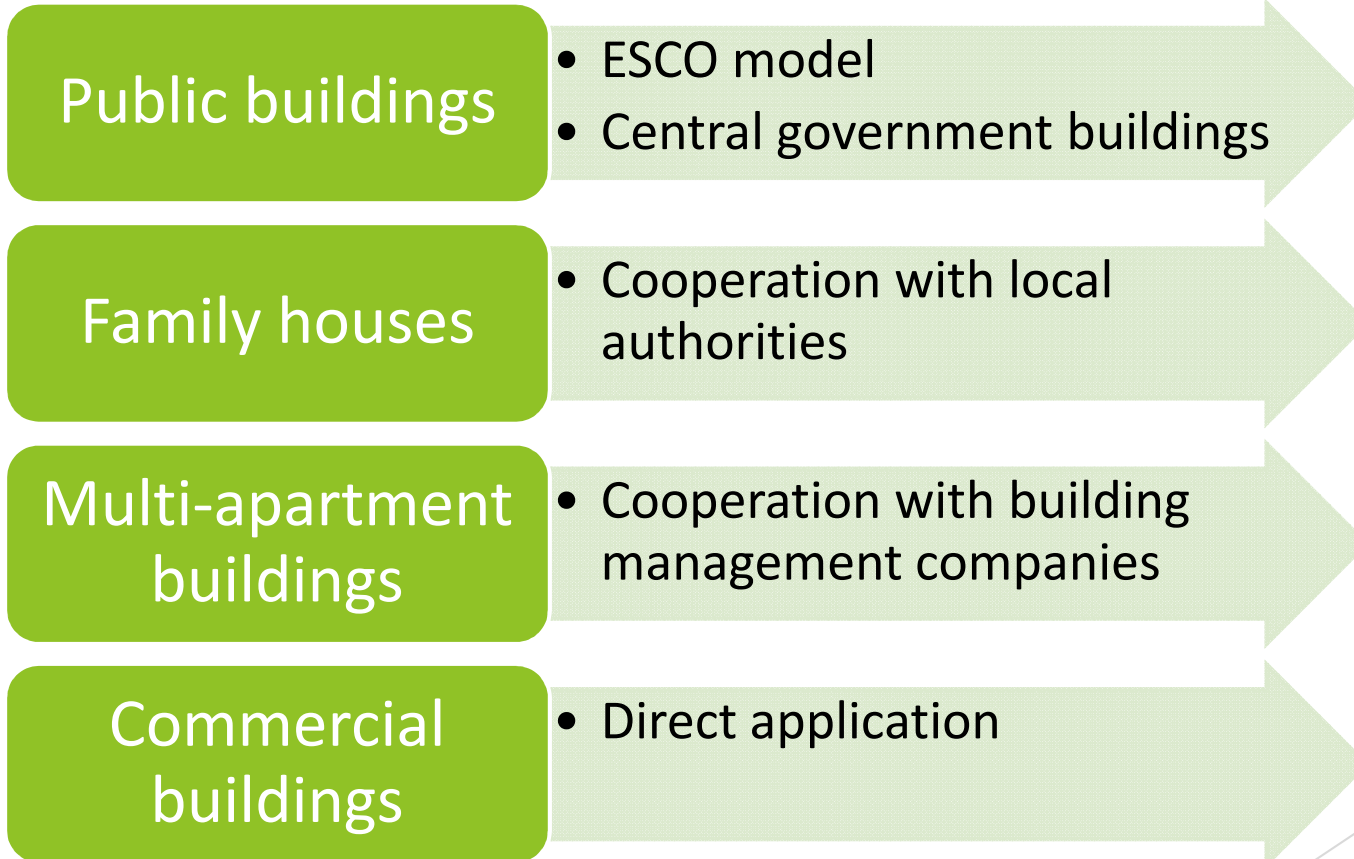 Public buildings
• ESCO model
• Central government buildings
Family houses
• Cooperation with local
authorities
Multi-apartment
buildings
• Cooperation with building
management companies
Commercial
buildings
• Direct application